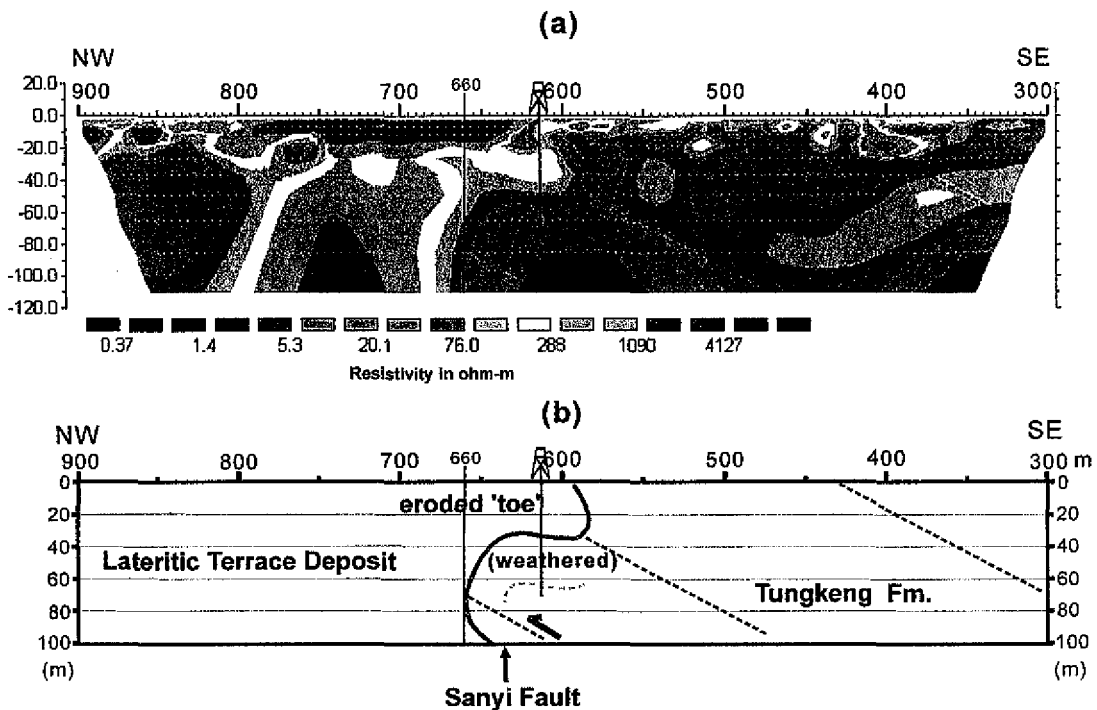 (a)
NW SE
20.0 900 800 700 660 600 500 400 300
0.0
-20.0
-40.0
-60.0
-80.0
-100.0
-120.0
0.37 1.4 5.3 20.1 76.0 288 1090 4127
Resistivity in ohm-m
(b)
NW SE
900 800 700 660 600 500 400 300 m
0 eroded 'toe' 0
20 20
40 (weathered) 40
Lateritic Terrace Deposit
60 Tungkeng Fm. 60
80 80
100 100
(m) (m)
Sanyi Fault